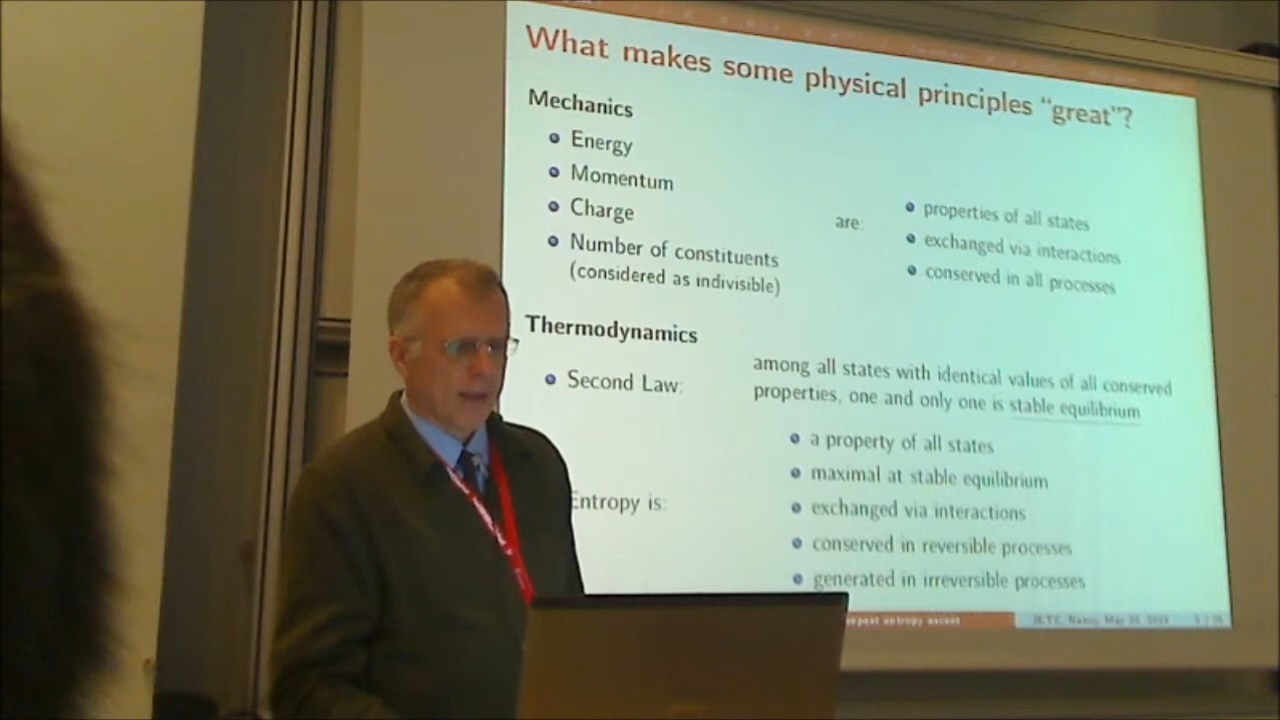 What makes some physical principles “great”?
Mechanics
Energy
Momentum
Charge
Number of constituents
(considered as indivisible)
are:
properties of all states
exchanged via interactions
conserved in all processes
Thermodynamics
Second Law:
among all states with identical values of all conserved
properties, one and only one is stable equilibrium
Entropy is:
a property of all states
maximal at stable equilibrium
exchanged via interactions
conserved in reversible processes
generated in irreversible processes
entropy ascent